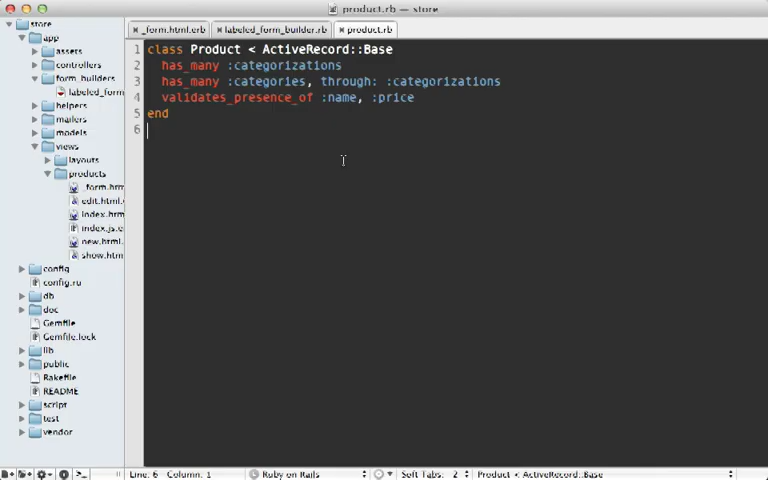 product.rb — store
store
app
assets
controllers
form_builders
labeled_form
helpers
mailers
models
views
layouts
products
_form.htm
edit.html.
index.htm
index.js.e
new.html.
show.htm
config
config.ru
db
doc
Gemfile
Gemfile.lock
lib
public
Rakefile
README
script
test
vendor
_form.html.erb
labeled_form_builder.rb
product.rb
1 class Product < ActiveRecord::Base
2 has_many :categorizations
3 has_many :categories, through: :categorizations
4 validates_presence_of :name, :price
5 end
6
Line: 6 Column: 1
Ruby on Rails
Soft Tabs: 2
Product < ActiveRecord::Base